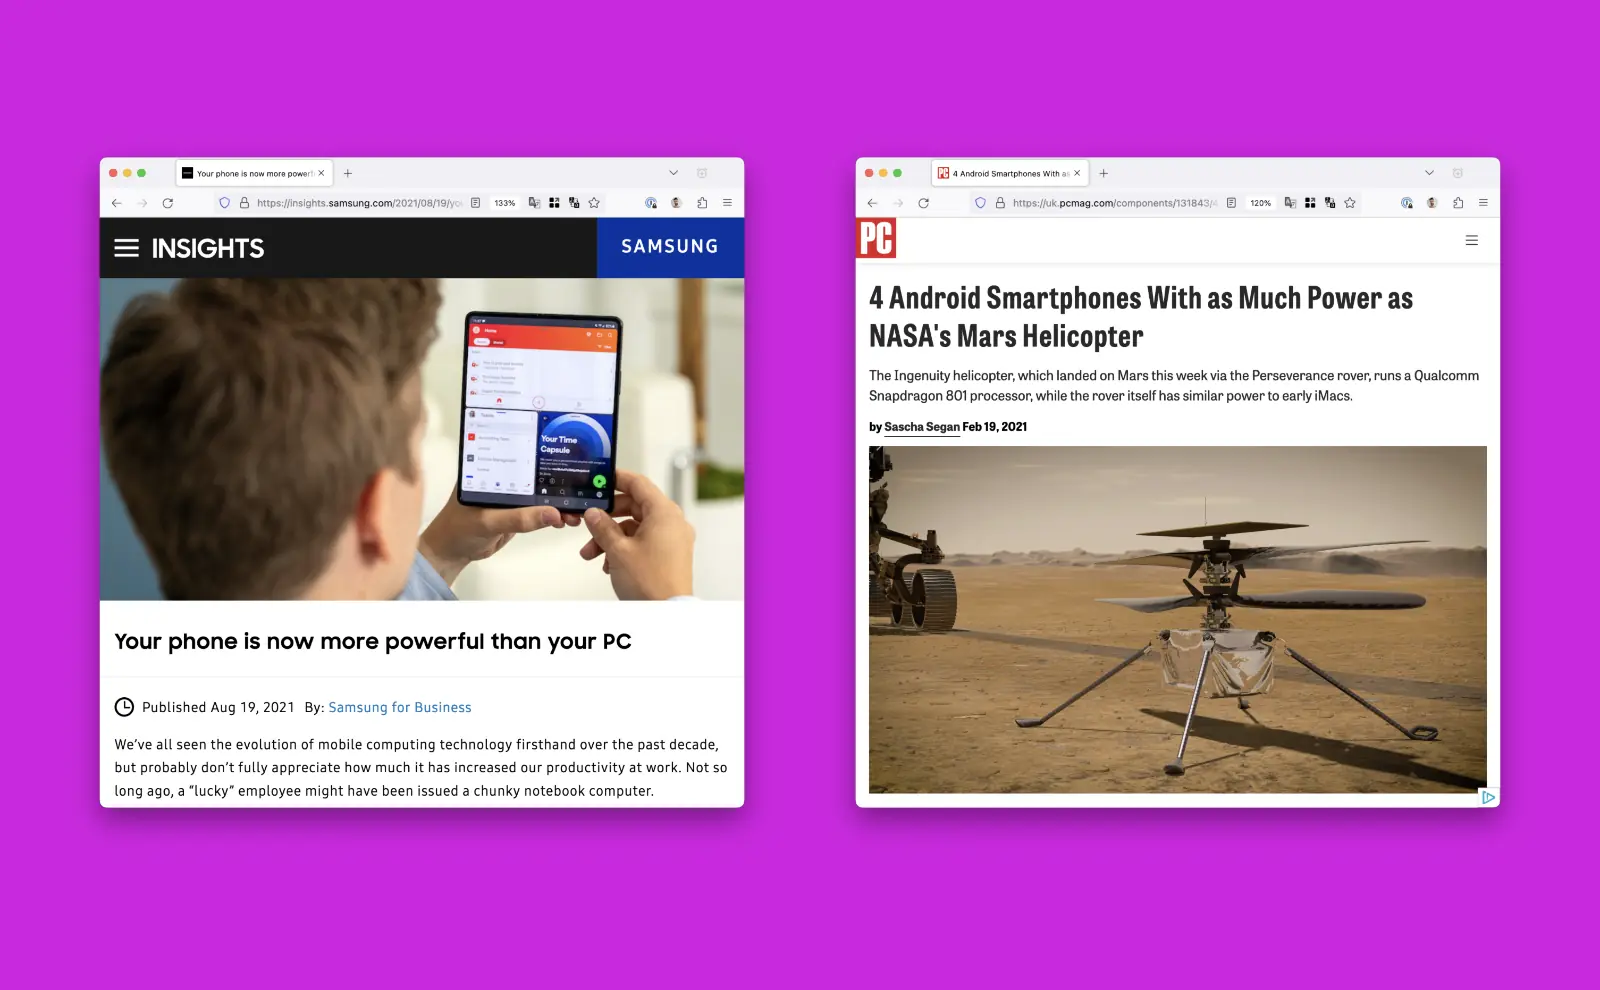 Your phone is now more powerf
https://insights.samsung.com/2021/08/19/yo
133%
INSIGHTS
SAMSUNG
Home
Your Time
Capsule
Your phone is now more powerful than your PC
Published Aug 19, 2021 By: Samsung for Business
We’ve all seen the evolution of mobile computing technology firsthand over the past decade,
but probably don’t fully appreciate how much it has increased our productivity at work. Not so
long ago, a “lucky” employee might have been issued a chunky notebook computer.
PC 4 Android Smartphones With as
https://uk.pcmag.com/components/131843/4
120%
PC
4 Android Smartphones With as Much Power as
NASA's Mars Helicopter
The Ingenuity helicopter, which landed on Mars this week via the Perseverance rover, runs a Qualcomm
Snapdragon 801 processor, while the rover itself has similar power to early iMacs.
by Sascha Segan Feb 19, 2021